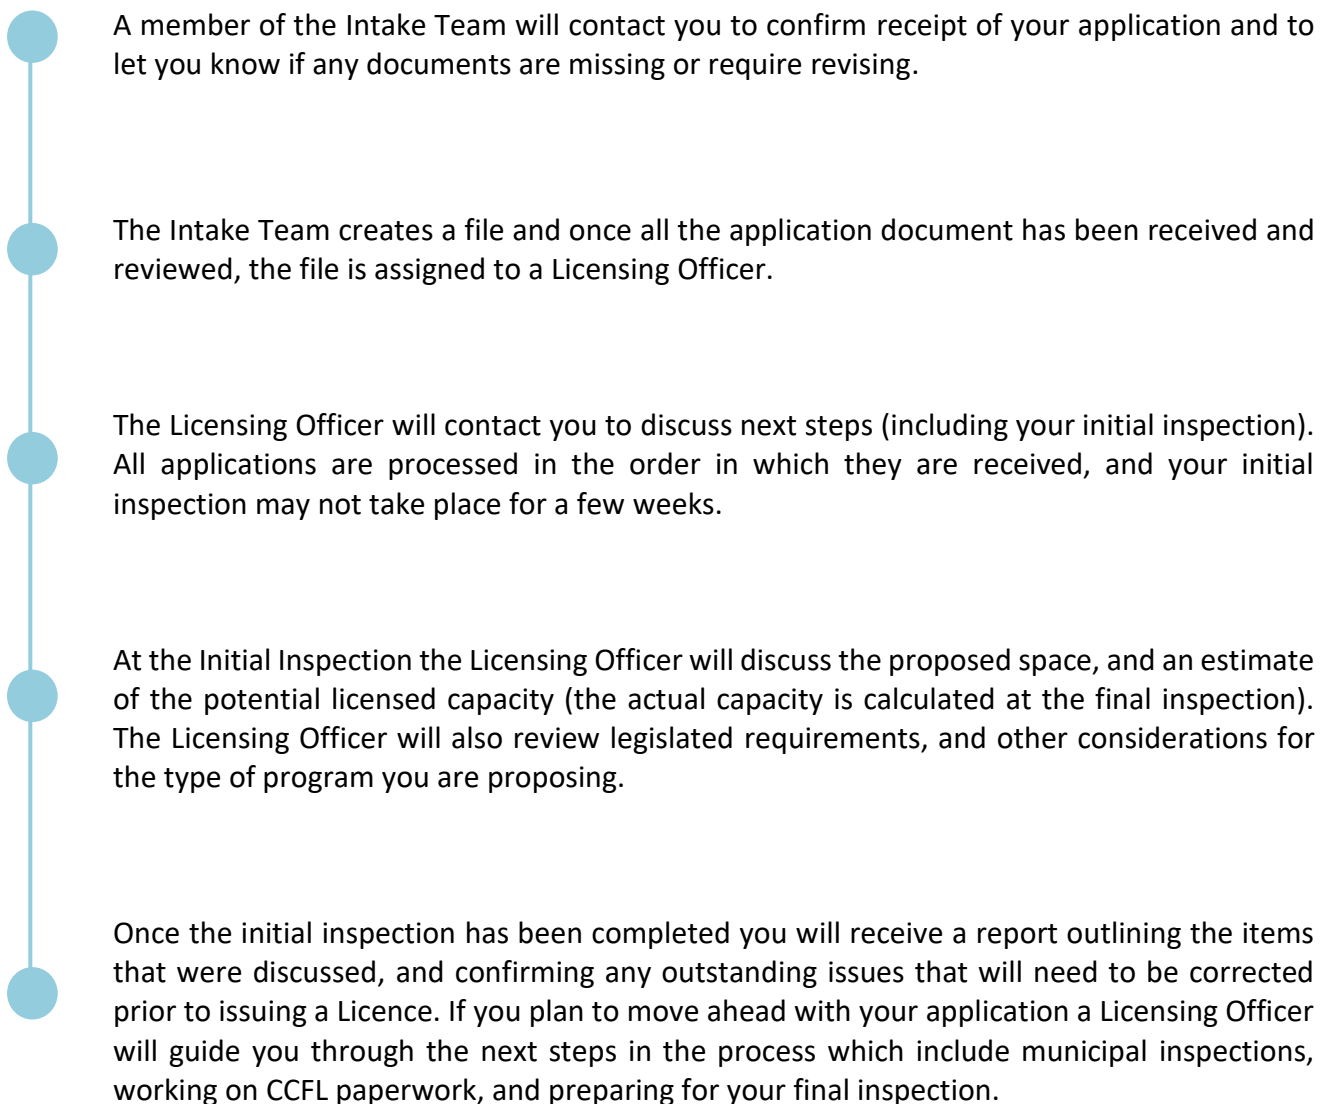 A member of the Intake Team will contact you to confirm receipt of your application and to
let you know if any documents are missing or require revising.
The Intake Team creates a file and once all the application document has been received and
reviewed, the file is assigned to a Licensing Officer.
The Licensing Officer will contact you to discuss next steps (including your initial inspection).
All applications are processed in the order in which they are received, and your initial
inspection may not take place for a few weeks.
At the Initial Inspection the Licensing Officer will discuss the proposed space, and an estimate
of the potential licensed capacity (the actual capacity is calculated at the final inspection).
The Licensing Officer will also review legislated requirements, and other considerations for
the type of program you are proposing.
Once the initial inspection has been completed you will receive a report outlining the items
that were discussed, and confirming any outstanding issues that will need to be corrected
prior to issuing a Licence. If you plan to move ahead with your application a Licensing Officer
will guide you through the next steps in the process which include municipal inspections,
working on CCFL paperwork, and preparing for your final inspection.